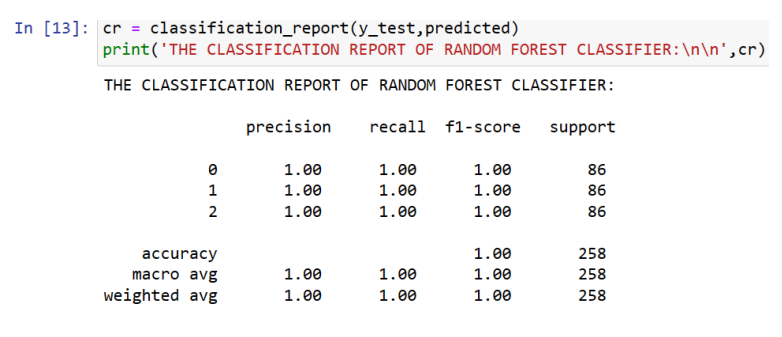 In [13]: cr = classification_report(y_test,predicted)
print('THE CLASSIFICATION REPORT OF RANDOM FOREST CLASSIFIER:\n\n',cr)
THE CLASSIFICATION REPORT OF RANDOM FOREST CLASSIFIER:
precision recall f1-score support
0 1.00 1.00 1.00 86
1 1.00 1.00 1.00 86
2 1.00 1.00 1.00 86
accuracy 1.00 258
macro avg 1.00 1.00 1.00 258
weighted avg 1.00 1.00 1.00 258